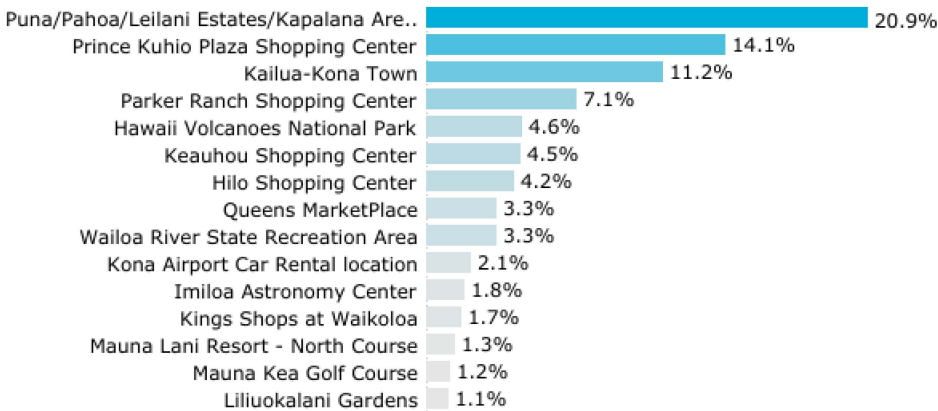 Puna/Pahoa/Leilani Estates/Kapalana Are.. 20.9%
Prince Kuhio Plaza Shopping Center 14.1%
Kailua-Kona Town 11.2%
Parker Ranch Shopping Center 7.1%
Hawaii Volcanoes National Park 4.6%
Keauhou Shopping Center 4.5%
Hilo Shopping Center 4.2%
Queens MarketPlace 3.3%
Wailoa River State Recreation Area 3.3%
Kona Airport Car Rental location 2.1%
Imiloa Astronomy Center 1.8%
Kings Shops at Waikoloa 1.7%
Mauna Lani Resort - North Course 1.3%
Mauna Kea Golf Course 1.2%
Liliuokalani Gardens 1.1%